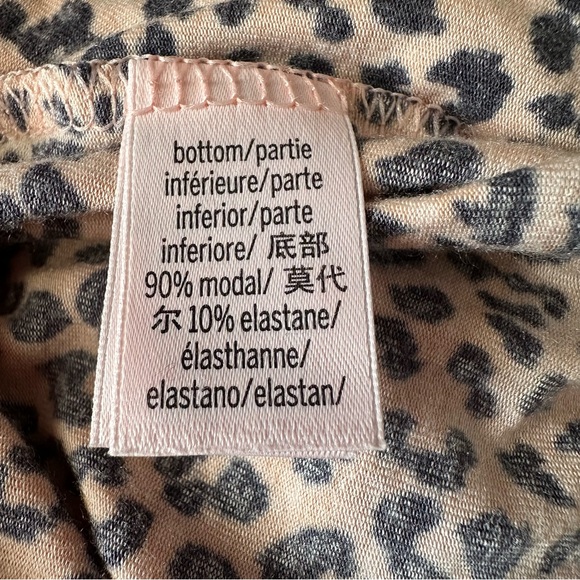 bottom/partie
inférieure/parte
inferior/parte
inferiore/ 底部
90% modal/ 莫代
尔 10% elastane/
élasthanne/
elastano/elastan/